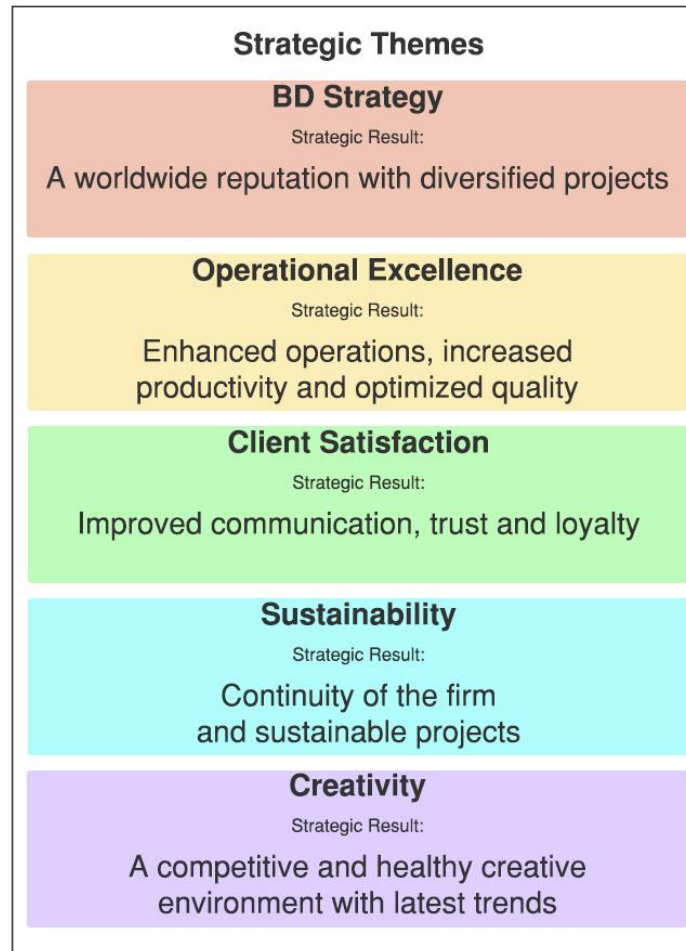 Strategic Themes
BD Strategy
Strategic Result:
A worldwide reputation with diversified projects
Operational Excellence
Strategic Result:
Enhanced operations, increased
productivity and optimized quality
Client Satisfaction
Strategic Result:
Improved communication, trust and loyalty
Sustainability
Strategic Result:
Continuity of the firm
and sustainable projects
Creativity
Strategic Result:
A competitive and healthy creative
environment with latest trends